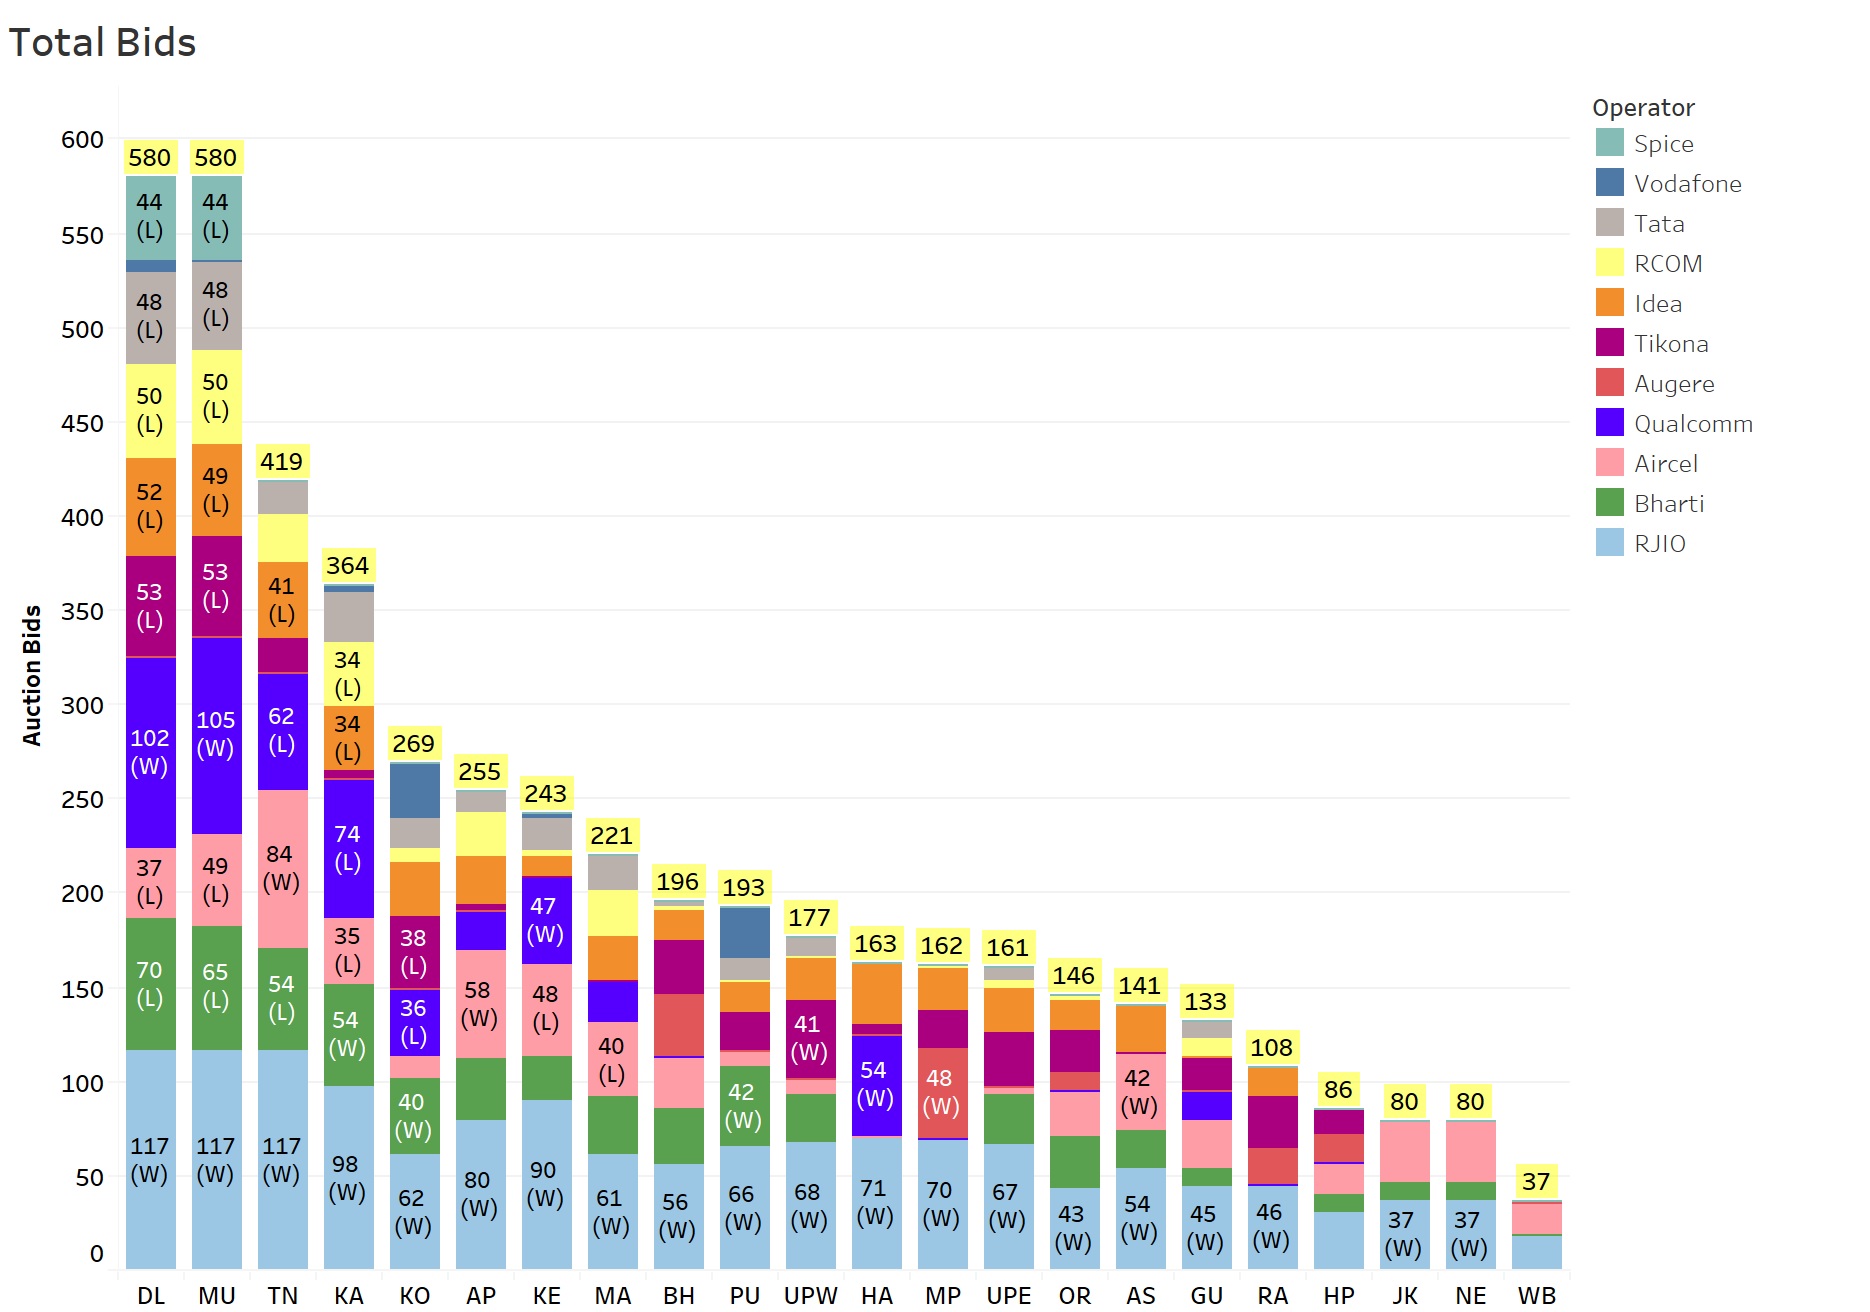 Total Bids
Operator
Spice
Vodafone
Tata
RCOM
Idea
Tikona
Augere
Qualcomm
Aircel
Bharti
RJIO
Auction Bids
600
550
500
450
400
350
300
250
200
150
100
50
0
580
44
(L)
48
(L)
50
(L)
52
(L)
53
(L)
102
(W)
37
(L)
70
(L)
117
(W)
580
44
(L)
48
(L)
50
(L)
49
(L)
53
(L)
105
(W)
49
(L)
65
(L)
117
(W)
419
41
(L)
62
(L)
84
(W)
54
(L)
117
(W)
364
34
(L)
34
(L)
74
(L)
35
(L)
54
(W)
98
(W)
269
38
(L)
36
(L)
40
(W)
62
(W)
255
58
(W)
80
(W)
243
47
(W)
48
(L)
90
(W)
221
40
(L)
61
(W)
196
56
(W)
193
42
(W)
66
(W)
177
41
(W)
68
(W)
163
54
(W)
71
(W)
162
48
(W)
70
(W)
161
67
(W)
146
43
(W)
141
42
(W)
54
(W)
133
45
(W)
108
46
(W)
86
80
37
(W)
80
37
(W)
37
DL MU TN KA KO AP KE MA BH PU UPW HA MP UPE OR AS GU RA HP JK NE WB